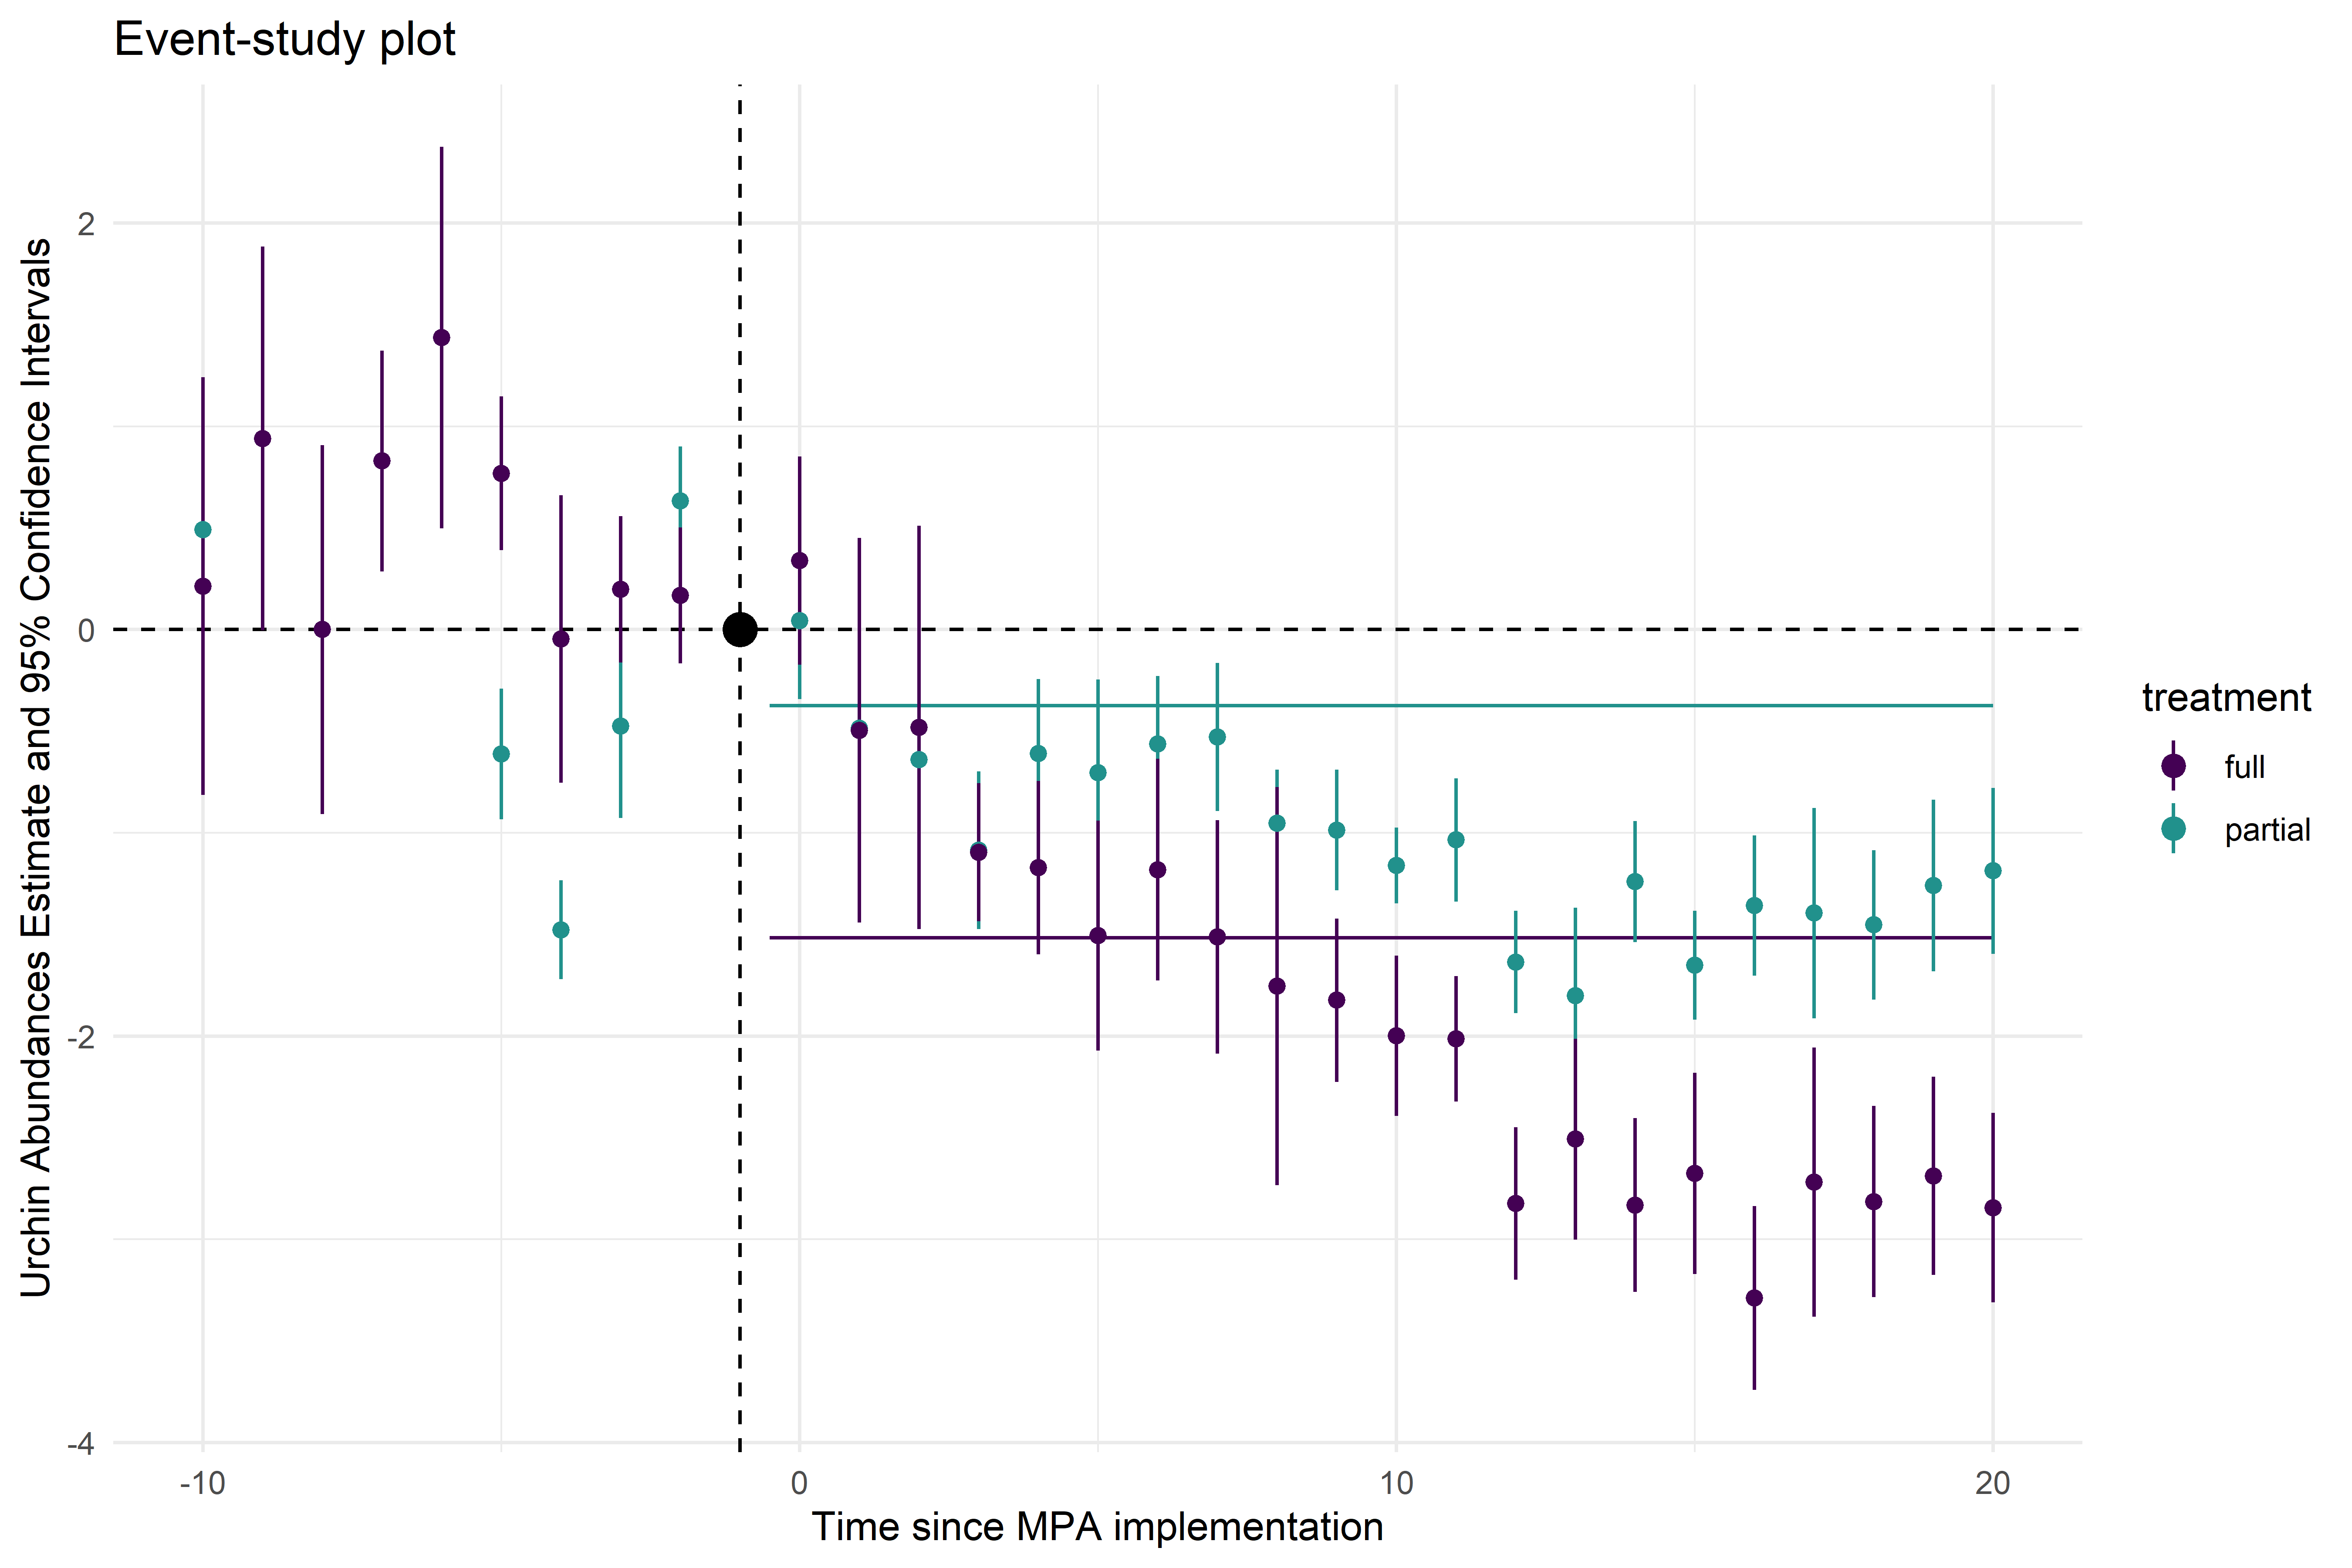 Event-study plot
Urchin Abundances Estimate and 95% Confidence Intervals
2
0
-2
-4
-10
0
10
20
Time since MPA implementation
treatment
full
partial